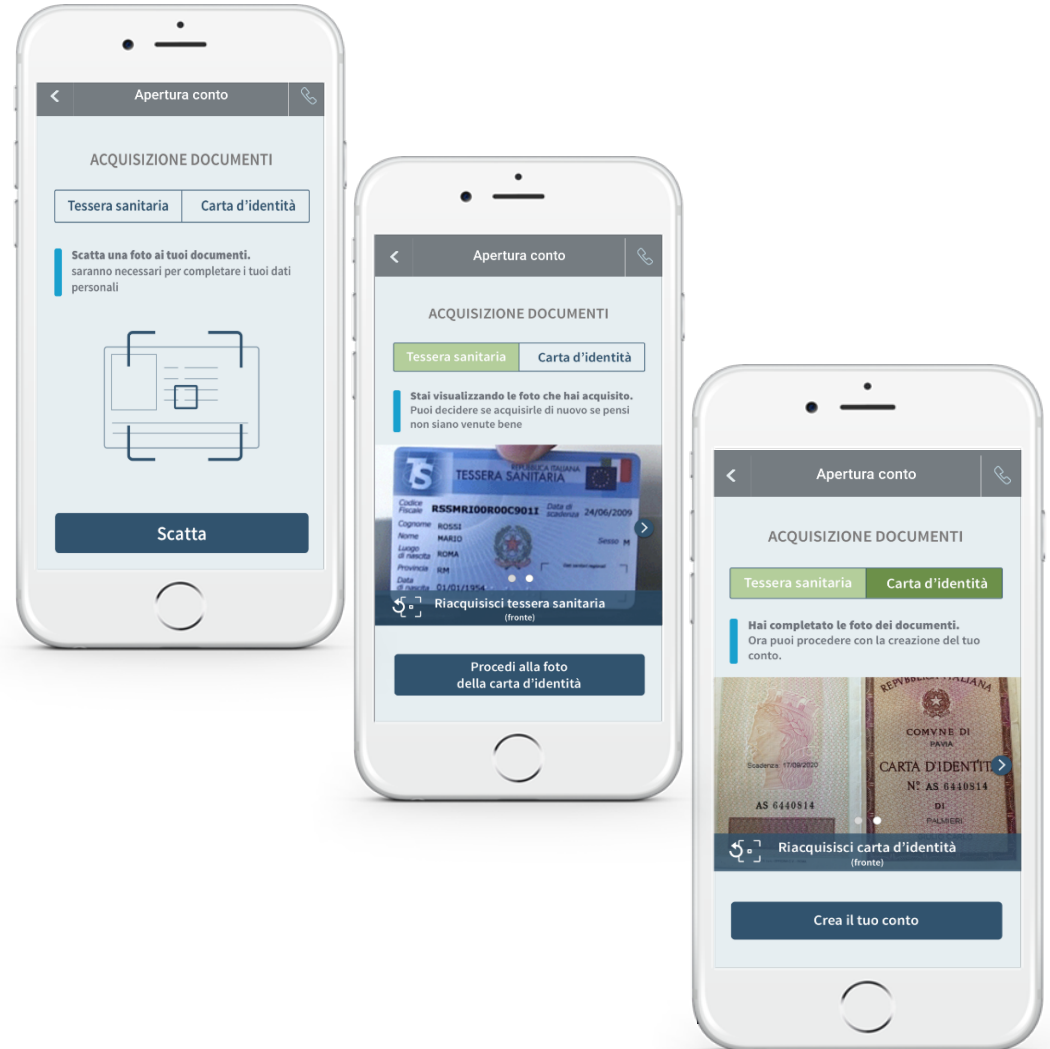 Apertura conto
ACQUISIZIONE DOCUMENTI
Tessera sanitaria
Carta d'identità
Scatta una foto ai tuoi documenti.
saranno necessari per completare i tuoi dati
personali
Scatta
Apertura conto
ACQUISIZIONE DOCUMENTI
Tessera sanitaria
Carta d'identità
Stai visualizzando le foto che hai acquisito.
Puoi decidere se acquisirle di nuovo se pensi
non siano venute bene
TS
REPUBBLICA ITALIANA
TESSERA SANITARIA
Codice
Fiscale RSSMRI00R00C901I Data di
scadenza 24/06/2009
Cognome ROSSI
Nome MARIO
Sesso M
Luogo
di nascita ROMA
Provincia RM
Dati sanitari regionali
Data
di nascita 01/01/1954
Riacquisisci tessera sanitaria
(fronte)
Procedi alla foto
della carta d'identità
Apertura conto
ACQUISIZIONE DOCUMENTI
Tessera sanitaria
Carta d'identità
Hai completato le foto dei documenti.
Ora puoi procedere con la creazione del tuo
conto.
Scadenza 17/09/2020
AS 6440814
REPVBBLICA ITALIANA
COMVNE DI
PAVIA
CARTA D'IDENTIT
N° AS 6440814
DI
PALMIERI
Riacquisisci carta d'identità
(fronte)
Crea il tuo conto